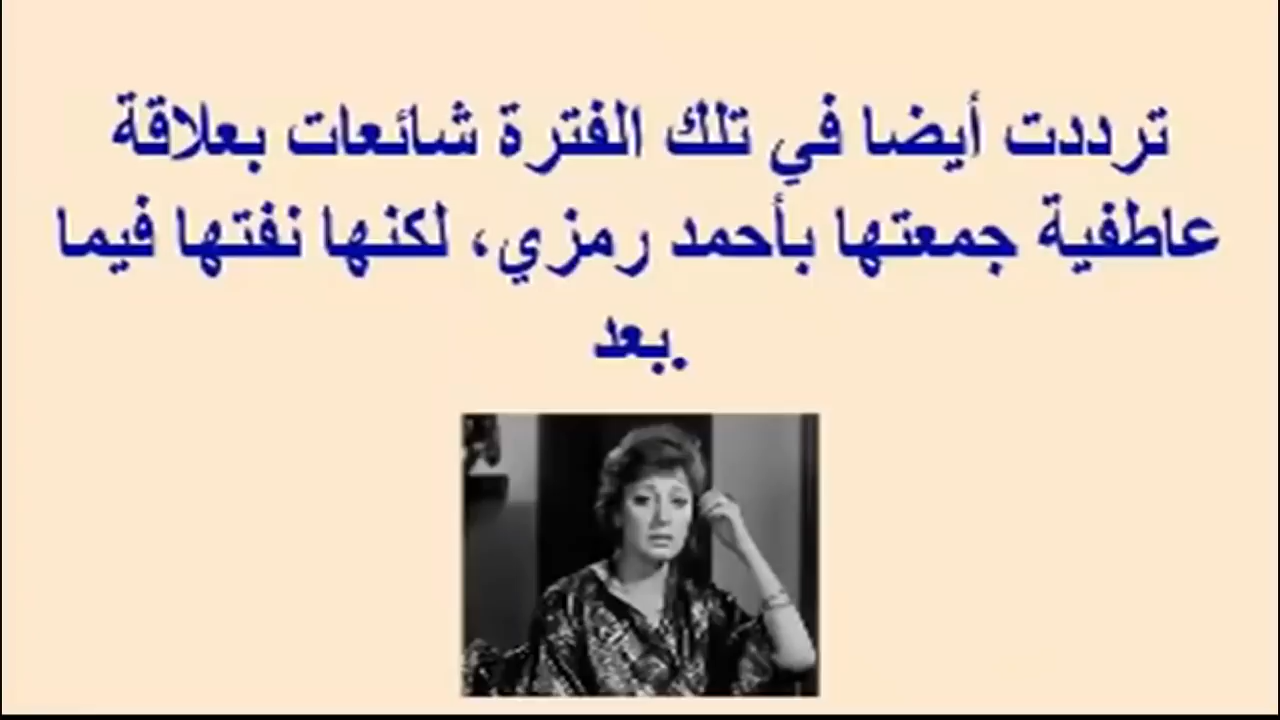 ترددت أيضا في تلك الفترة شائعات بعلاقة
عاطفية جمعتها بأحمد رمزي، لكنها نفتها فيما
بعد.